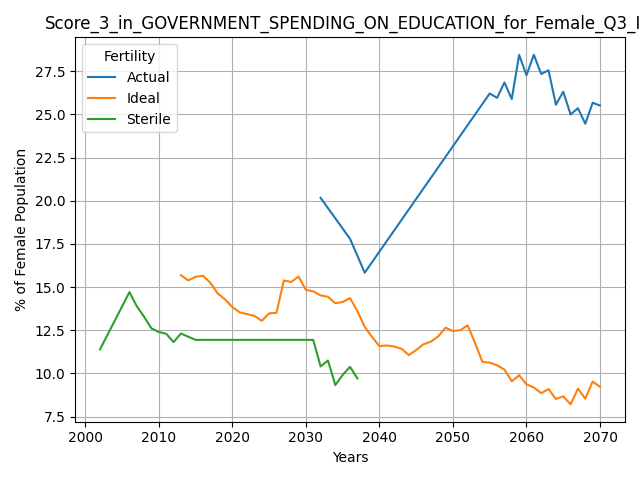 Score_3_in_GOVERNMENT_SPENDING_ON_EDUCATION_for_Female_Q3_I
Fertility
Actual
Ideal
Sterile
% of Female Population
27.5
25.0
22.5
20.0
17.5
15.0
12.5
10.0
7.5
2000 2010 2020 2030 2040 2050 2060 2070
Years